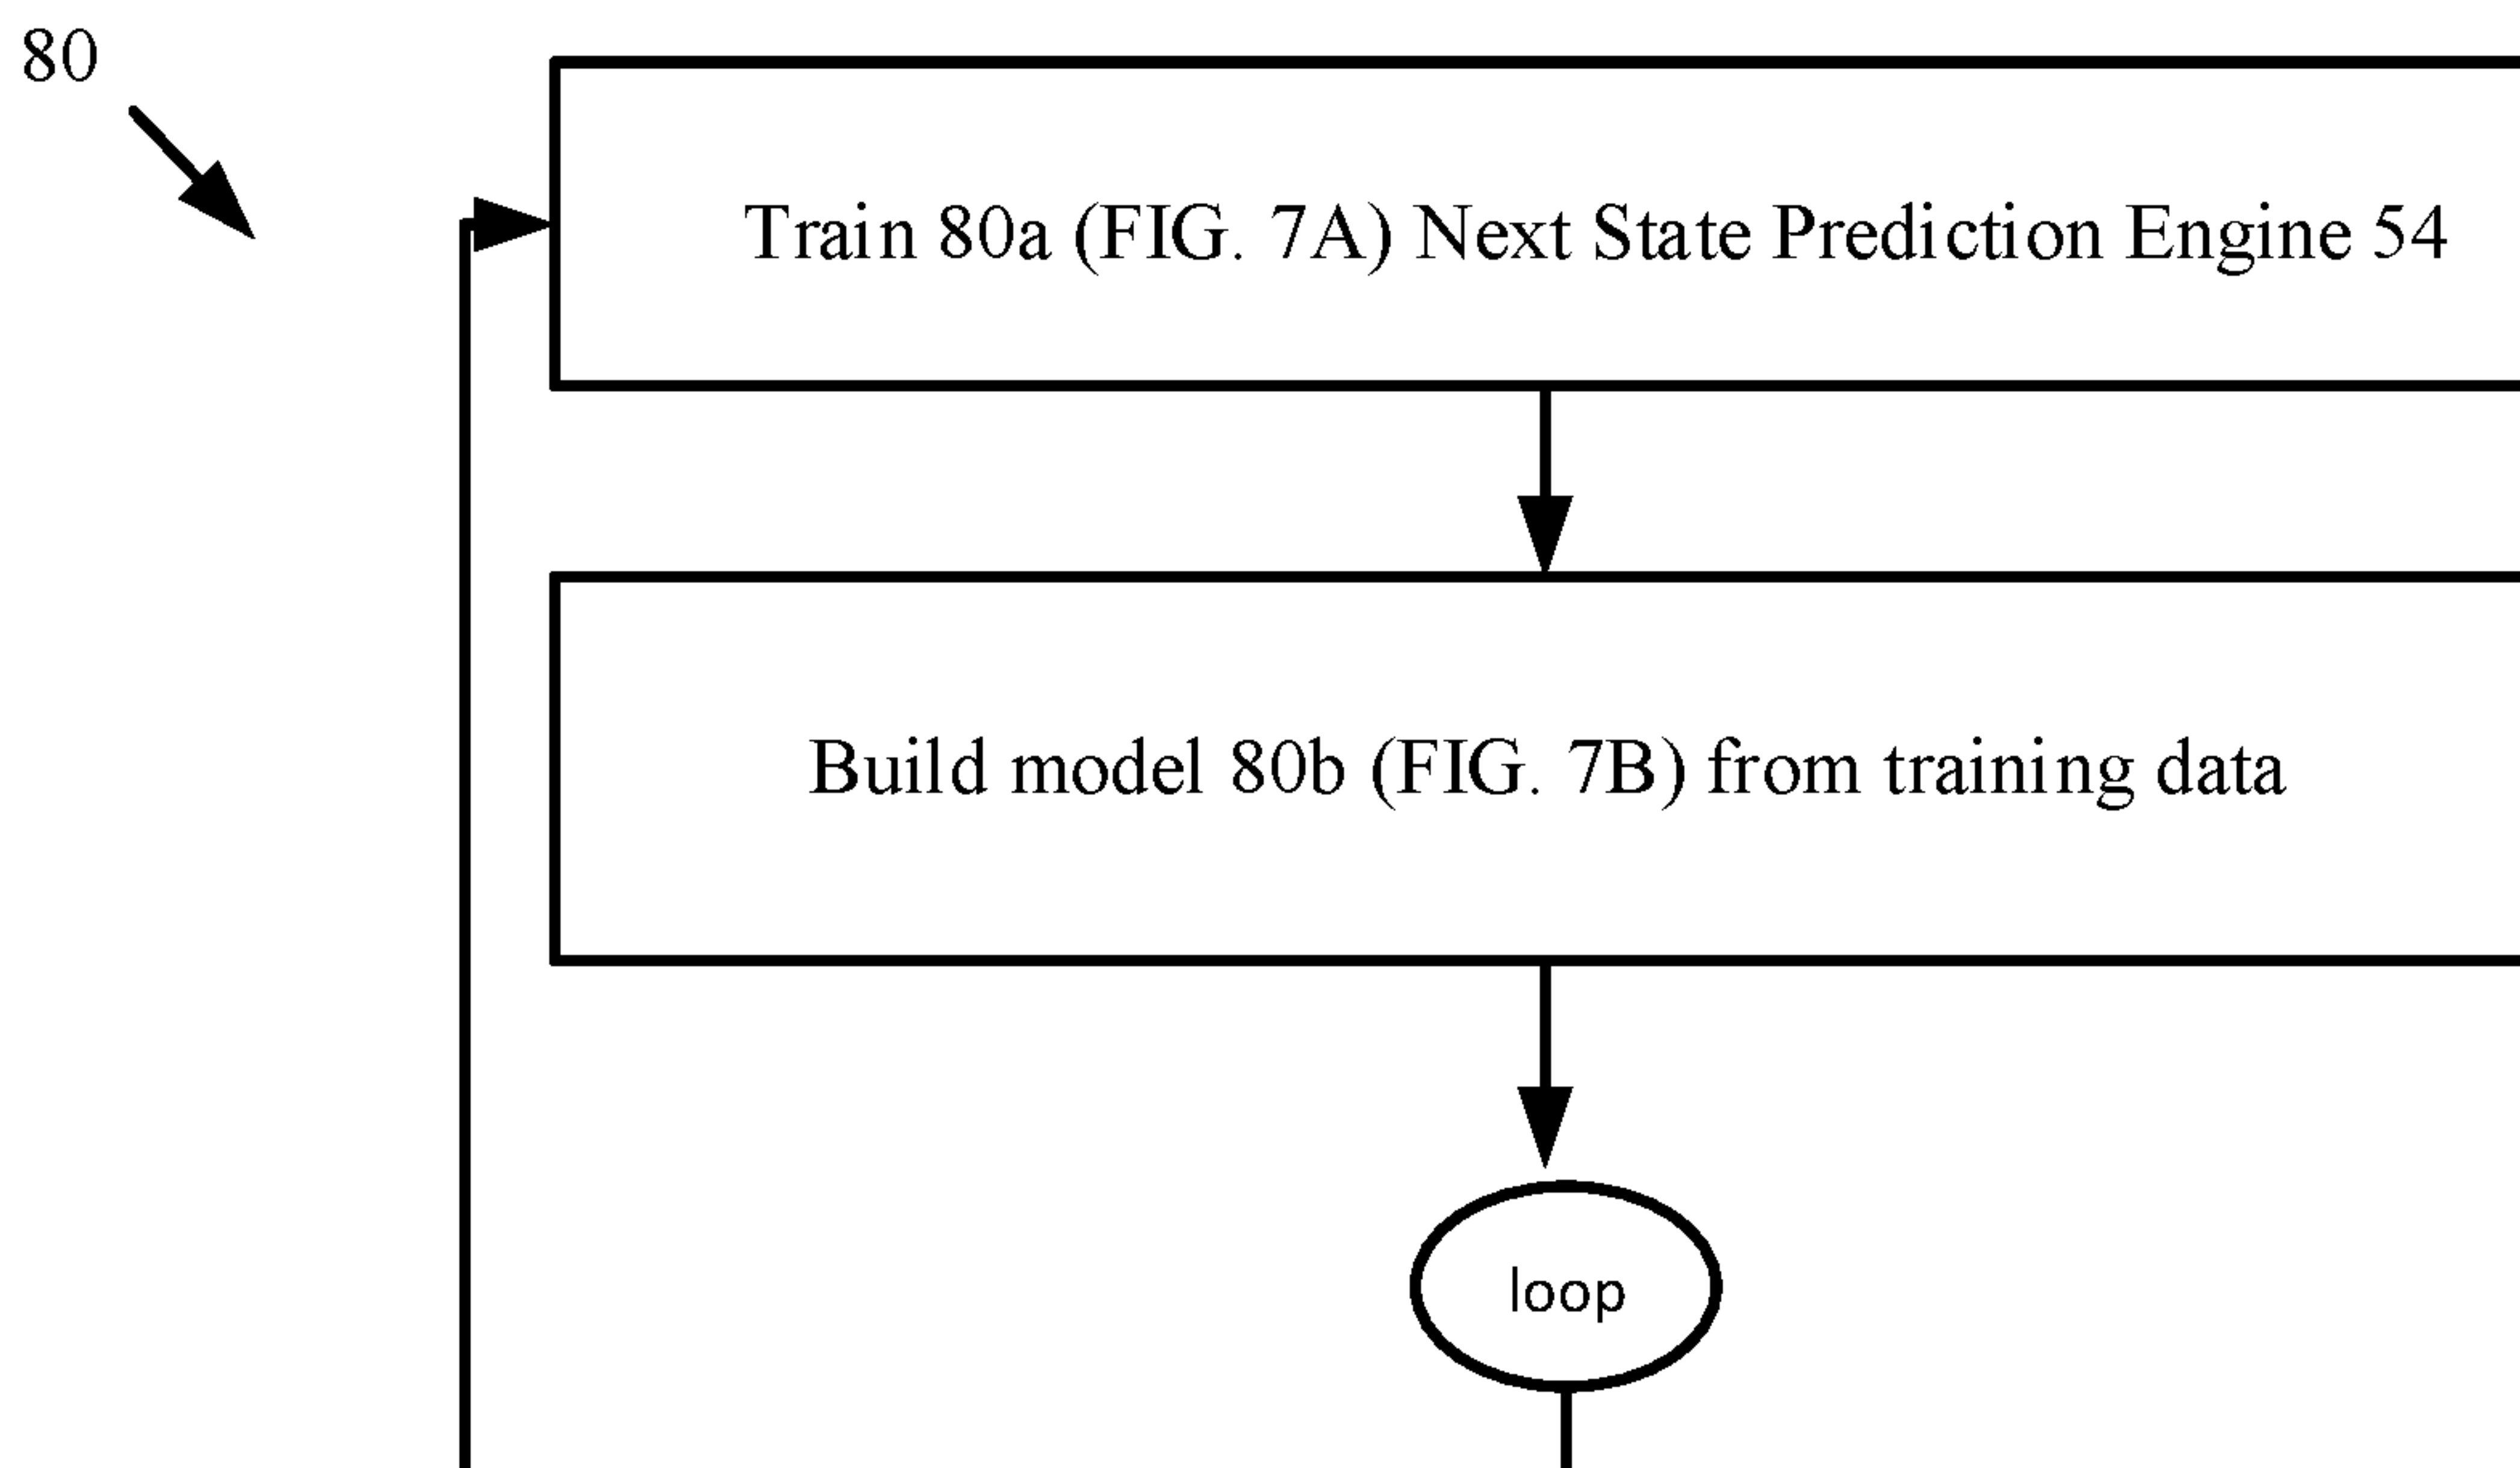 80
Train 80a (FIG. 7A) Next State Prediction Engine 54
Build model 80b (FIG. 7B) from training data
loop